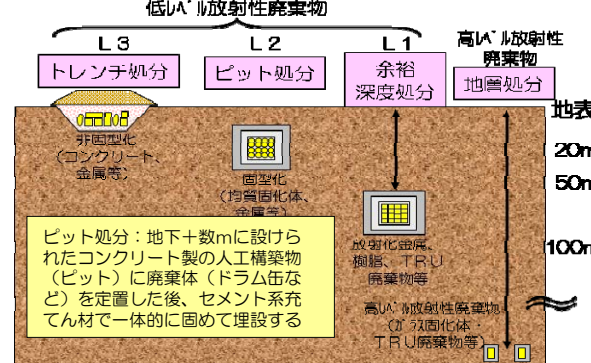 低レベル放射性廃棄物
L3
L2
L1
高レベル放射性
廃棄物
トレンチ処分
ピット処分
余裕
深度処分
地層処分
地表
20m
50m
100m
非固型化
(コンクリート、
金属等)
固型化
(均質固化体、
金属等)
放射化金属、
樹脂、TRU
廃棄物等
高レベル放射性廃棄物
(ガラス固化体・
TRU廃棄物等)
ピット処分：地下＋数mに設けら
れたコンクリート製の人工構築物
（ピット）に廃棄体（ドラム缶な
ど）を定置した後、セメント系充
てん材で一体的に固めて埋設する